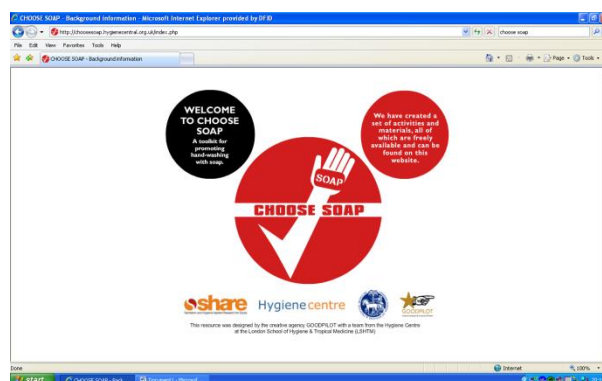 CHOOSE SOAP - Background information - Microsoft Internet Explorer provided by DFID
http://choosesoap.hygienecentral.org.uk/index.php
choose soap
File Edit View Favorites Tools Help
CHOOSE SOAP - Background information
Page
Tools
WELCOME
TO CHOOSE
SOAP
A toolkit for
promoting
hand-washing
with soap.
We have created a
set of activities and
materials, all of
which are freely
available and can be
found on this
website.
SOAP
CHOOSE SOAP
share
Hygiene centre
GOODPILOT
This resource was designed by the creative agency GOODPILOT with a team from the Hygiene Centre
at the London School of Hygiene & Tropical Medicine (LSHTM)
Done
Internet
100%
start
CHOOSE SOAP - Back...